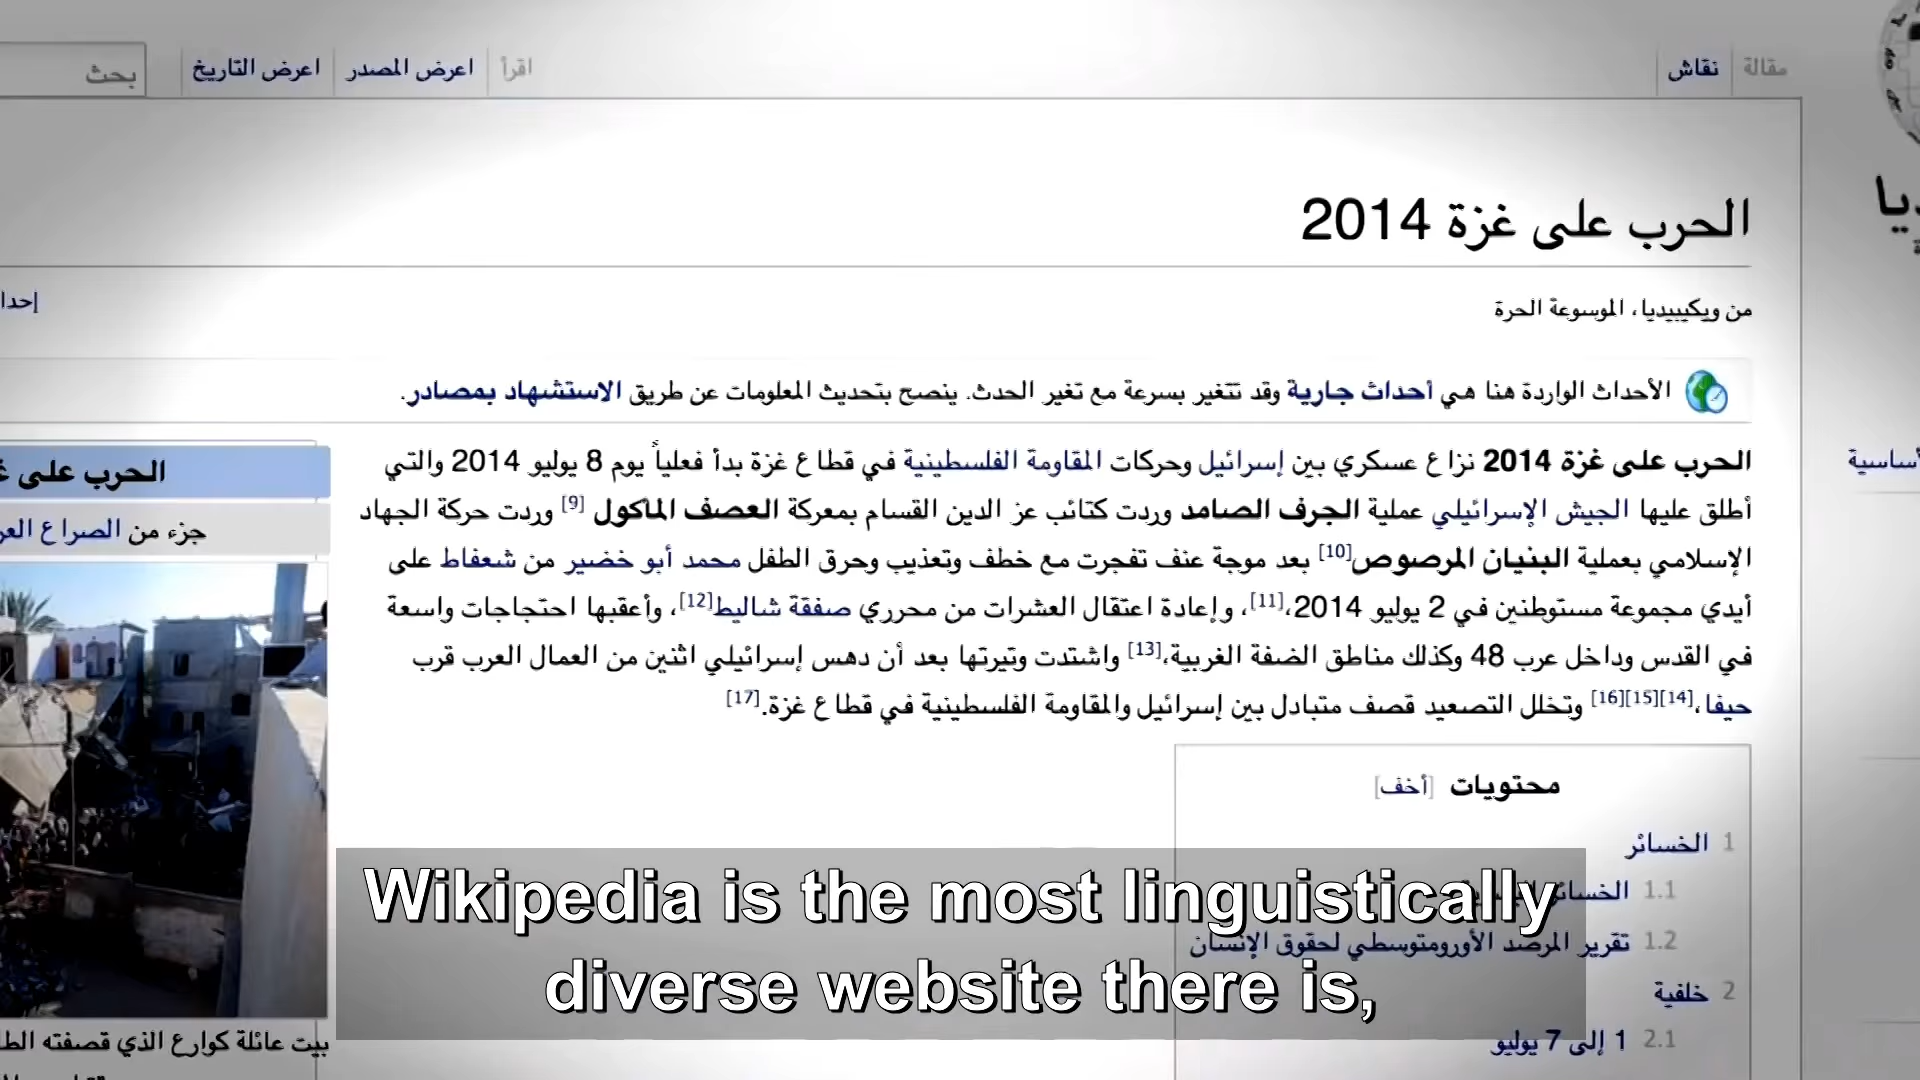 مقالة
نقاش
اقرأ
اعرض المصدر
اعرض التاريخ
بحث
الحرب على غزة 2014
من ويكيبيديا، الموسوعة الحرة
الأحداث الواردة هنا هي أحداث جارية وقد تتغير بسرعة مع تغير الحدث. ينصح بتحديث المعلومات عن طريق الاستشهاد بمصادر.
الحرب على غزة 2014 نزاع عسكري بين إسرائيل وحركات المقاومة الفلسطينية في قطاع غزة بدأ فعلياً يوم 8 يوليو 2014 والتي
أطلق عليها الجيش الإسرائيلي عملية الجرف الصامد وردت كتائب عز الدين القسام بمعركة العصف المأكول [9] وردت حركة الجهاد
الإسلامي بعملية البنيان المرصوص[10] بعد موجة عنف تفجرت مع خطف وتعذيب وحرق الطفل محمد أبو خضير من شعفاط على
أيدي مجموعة مستوطنين في 2 يوليو 2014،[11]، وإعادة اعتقال العشرات من محرري صفقة شاليط[12]، وأعقبها احتجاجات واسعة
في القدس وداخل عرب 48 وكذلك مناطق الضفة الغربية،[13] واشتدت وتيرتها بعد أن دهس إسرائيلي اثنين من العمال العرب قرب
حيفا،[14][15][16] وتخلل التصعيد قصف متبادل بين إسرائيل والمقاومة الفلسطينية في قطاع غزة.[17]
الحرب على
جزء من الصراع
بيت عائلة كوارع الذي قصفته
محتويات [أخف]
1 الخسائر
1.1 الخسائر
1.2 تقرير المرصد الأورومتوسطي لحقوق الإنسان
2 خلفية
2.1 1 إلى 7 يوليو
Wikipedia is the most linguistically
diverse website there is,